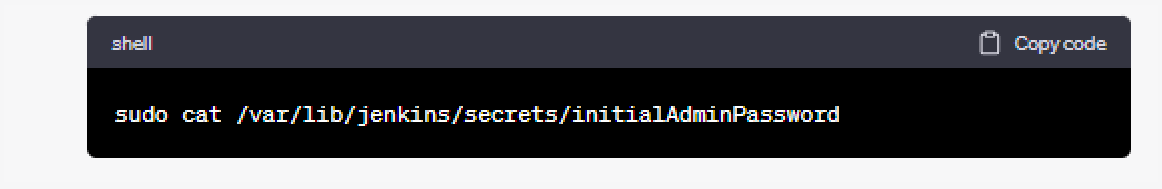 shell
Copy code
sudo cat /var/lib/jenkins/secrets/initialAdminPassword